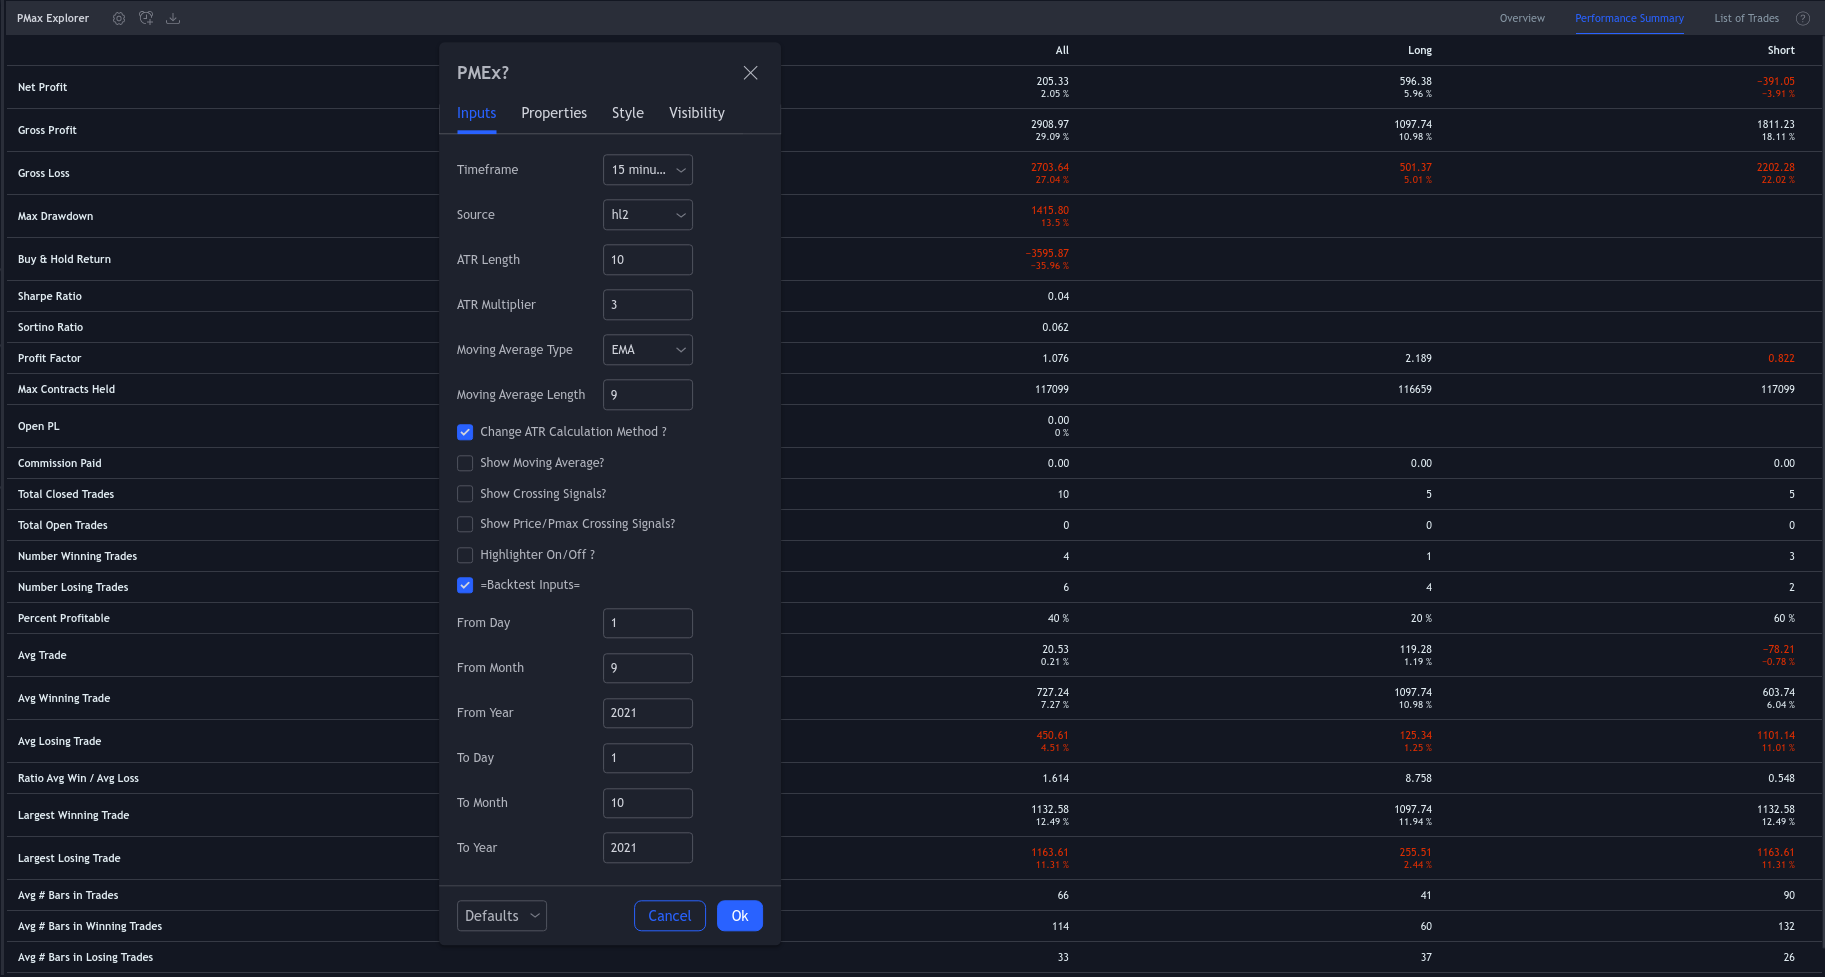 PMax Explorer
Overview Performance Summary List of Trades ?
All Long Short
Net Profit 205.33 596.38 −391.05
2.05 % 5.96 % −3.91 %
Gross Profit 2908.97 1097.74 1811.23
29.09 % 10.98 % 18.11 %
Gross Loss 2703.64 501.37 2202.28
27.04 % 5.01 % 22.02 %
Max Drawdown 1415.80
13.5 %
Buy & Hold Return −3595.87
−35.96 %
Sharpe Ratio 0.04
Sortino Ratio 0.062
Profit Factor 1.076 2.189 0.822
Max Contracts Held 117099 116659 117099
Open PL 0.00
0 %
Commission Paid 0.00 0.00 0.00
Total Closed Trades 10 5 5
Total Open Trades 0 0 0
Number Winning Trades 4 1 3
Number Losing Trades 6 4 2
Percent Profitable 40 % 20 % 60 %
Avg Trade 20.53 119.28 −78.21
0.21 % 1.19 % −0.78 %
Avg Winning Trade 727.24 1097.74 603.74
7.27 % 10.98 % 6.04 %
Avg Losing Trade 450.61 125.34 1101.14
4.51 % 1.25 % 11.01 %
Ratio Avg Win / Avg Loss 1.614 8.758 0.548
Largest Winning Trade 1132.58 1097.74 1132.58
12.49 % 11.94 % 12.49 %
Largest Losing Trade 1163.61 255.51 1163.61
11.31 % 2.44 % 11.31 %
Avg # Bars in Trades 66 41 90
Avg # Bars in Winning Trades 114 60 132
Avg # Bars in Losing Trades 33 37 26
PMEx?
Inputs Properties Style Visibility
Timeframe 15 minu...
Source hl2
ATR Length 10
ATR Multiplier 3
Moving Average Type EMA
Moving Average Length 9
Change ATR Calculation Method ?
Show Moving Average?
Show Crossing Signals?
Show Price/Pmax Crossing Signals?
Highlighter On/Off ?
=Backtest Inputs=
From Day 1
From Month 9
From Year 2021
To Day 1
To Month 10
To Year 2021
Defaults Cancel Ok